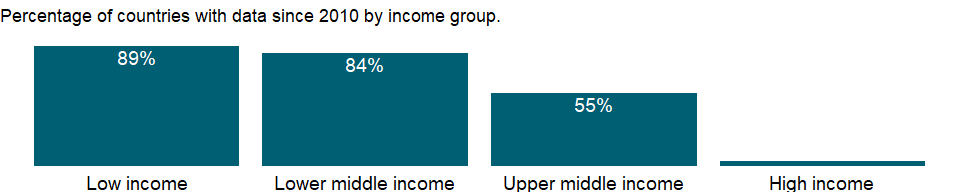 Percentage of countries with data since 2010 by income group.
89%
84%
55%
Low income
Lower middle income
Upper middle income
High income